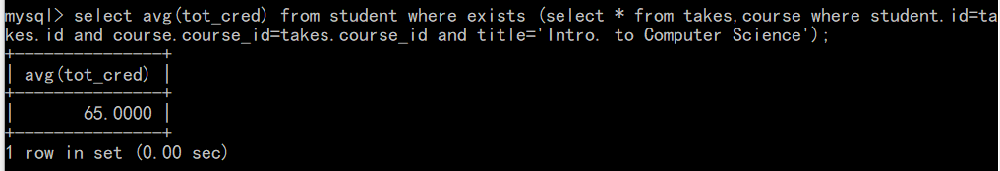 mysql> select avg(tot_cred) from student where exists (select * from takes,course where student.id=ta
kes.id and course.course_id=takes.course_id and title='Intro. to Computer Science');
+---------------+
| avg(tot_cred) |
+---------------+
|       65.0000 |
+---------------+
1 row in set (0.00 sec)